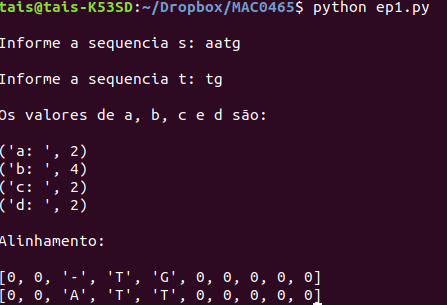 tais@tais-K53SD:~/Dropbox/MAC0465$ python ep1.py
Informe a sequencia s: aatg
Informe a sequencia t: tg
Os valores de a, b, c e d são:
('a: ', 2)
('b: ', 4)
('c: ', 2)
('d: ', 2)
Alinhamento:
[0, 0, '-', 'T', 'G', 0, 0, 0, 0, 0]
[0, 0, 'A', 'T', 'T', 0, 0, 0, 0, 0]